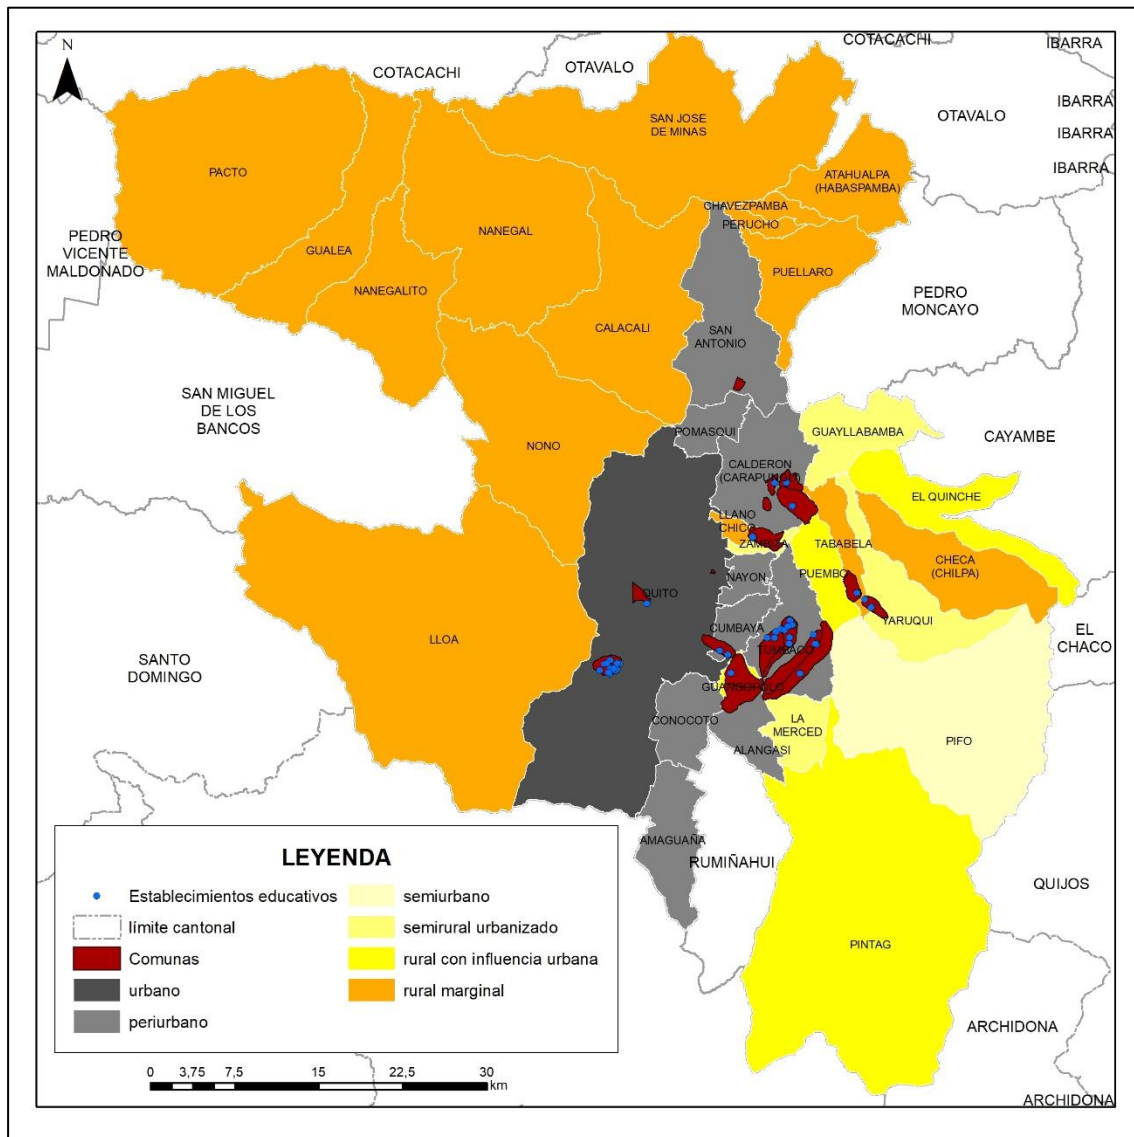 N
COTACACHI
OTAVALO
COTACACHI
IBARRA
OTAVALO
IBARRA
IBARRA
IBARRA
SAN JOSE
DE MINAS
ATAHUALPA
(HABASPAMBA)
PACTO
CHAVEZPAMBA
PERUCHO
NANEGAL
PEDRO
VICENTE
MALDONADO
GUALEA
NANEGALITO
PUELLARO
PEDRO
MONCAYO
CALACALI
SAN
ANTONIO
SAN MIGUEL
DE LOS
BANCOS
POMASQUI
GUAYLLABAMBA
CAYAMBE
NONO
CALDERON
(CARAPUNGO)
EL QUINCHE
LLANO
CHICO
ZAMBIZA
TABABELA
CHECA
(CHILPA)
NAYON
PUEMBO
QUITO
YARUQUI
CUMBAYA
TUMBACO
EL
CHACO
LLOA
SANTO
DOMINGO
GUANGOPOLO
CONOCOTO
LA
MERCED
ALANGASI
PIFO
AMAGUAÑA
RUMIÑAHUI
QUIJOS
PINTAG
ARCHIDONA
ARCHIDONA
LEYENDA
Establecimientos educativos
límite cantonal
Comunas
urbano
periurbano
semiurbano
semirural urbanizado
rural con influencia urbana
rural marginal
0 3,75 7,5 15 22,5 30
km